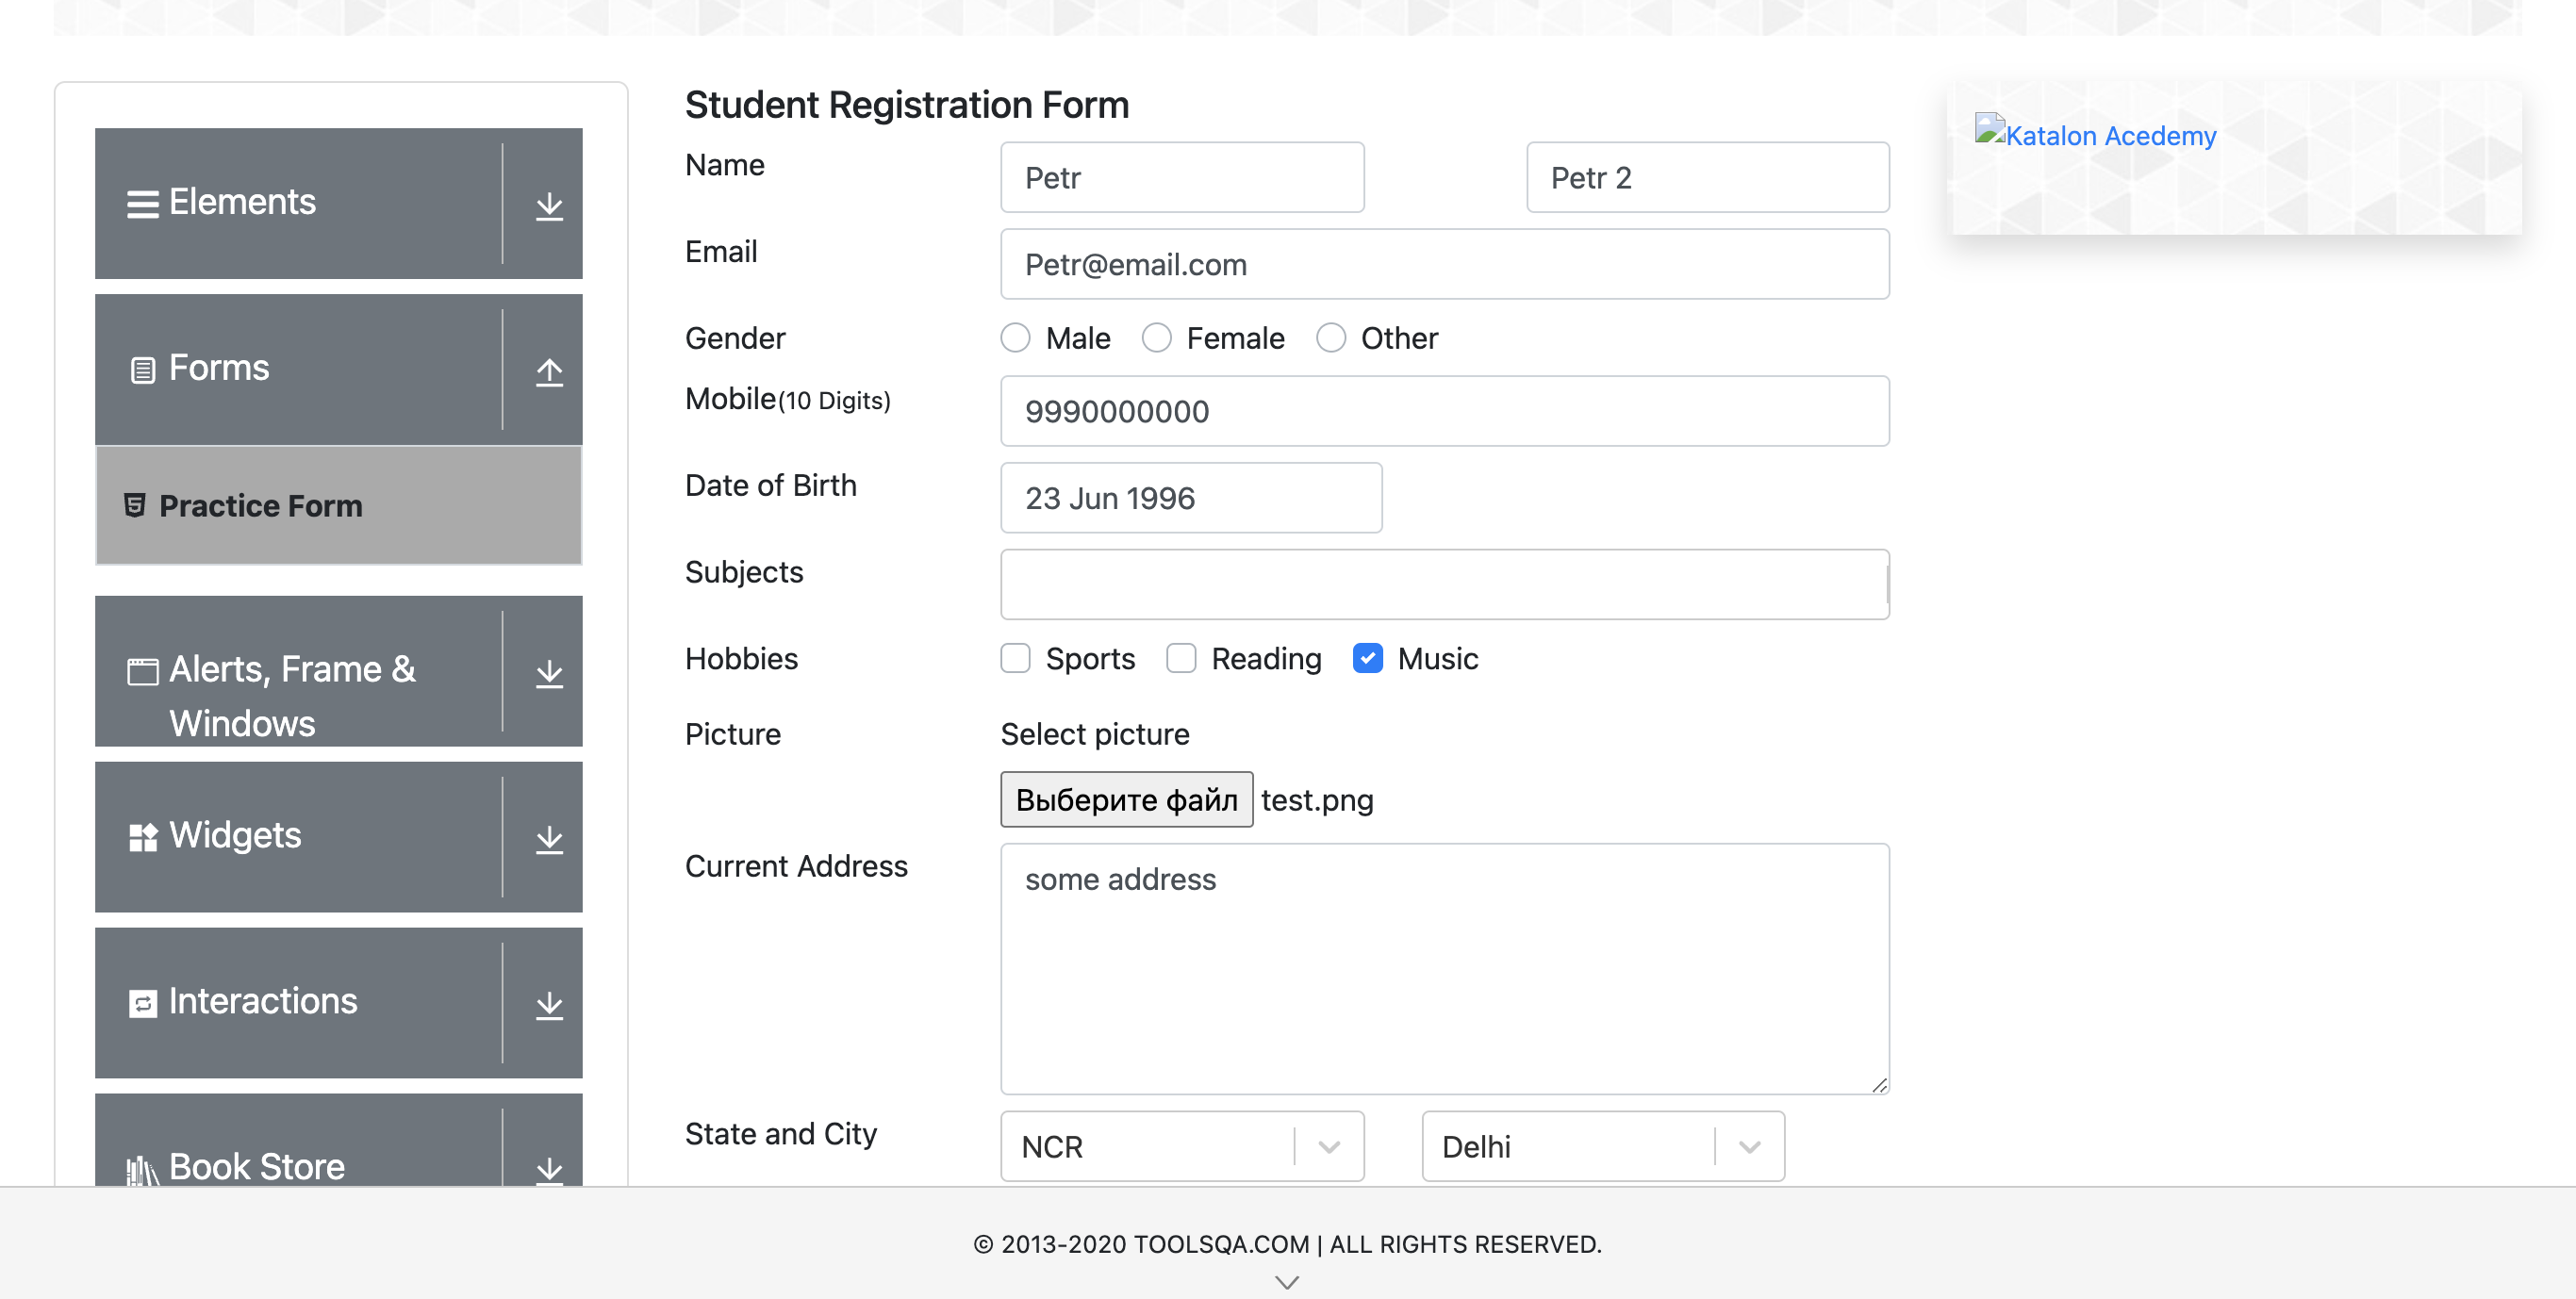 Elements
Forms
Practice Form
Alerts, Frame &
Windows
Widgets
Interactions
Book Store
Student Registration Form
Name Petr Petr 2
Email Petr@email.com
Gender Male Female Other
Mobile(10 Digits) 9990000000
Date of Birth 23 Jun 1996
Subjects
Hobbies Sports Reading Music
Picture Select picture
Выберите файл test.png
Current Address some address
State and City NCR Delhi
Katalon Acedemy
© 2013-2020 TOOLSQA.COM | ALL RIGHTS RESERVED.